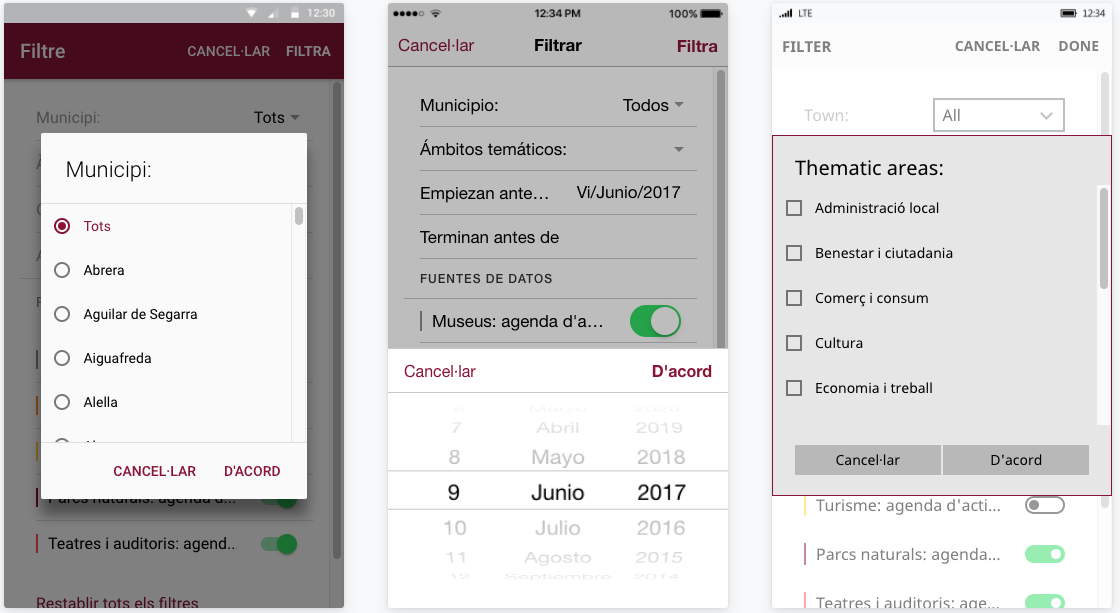 12:30
Filtre
CANCEL·LAR
FILTRA
Municipi:
Tots
Municipi:
Tots
Abrera
Aguilar de Segarra
Aiguafreda
Alella
CANCEL·LAR
D'ACORD
Parcs naturals: agenda d...
Teatres i auditoris: agend..
Restablir tots els filtres
12:34 PM
100%
Cancel·lar
Filtrar
Filtra
Municipio:
Todos
Ámbitos temáticos:
Empiezan ante...
Vi/Junio/2017
Terminan antes de
FUENTES DE DATOS
Museus: agenda d'a...
Cancel·lar
D'acord
Marzo 2020
7 Abril 2019
8 Mayo 2018
9 Junio 2017
10 Julio 2016
11 Agosto 2015
12 Septiembre 2014
LTE
12:34
FILTER
CANCEL·LAR
DONE
Town:
All
Thematic areas:
Administració local
Benestar i ciutadania
Comerç i consum
Cultura
Economia i treball
Cancel·lar
D'acord
Turisme: agenda d'acti...
Parcs naturals: agenda...
Teatres i auditoris: age...